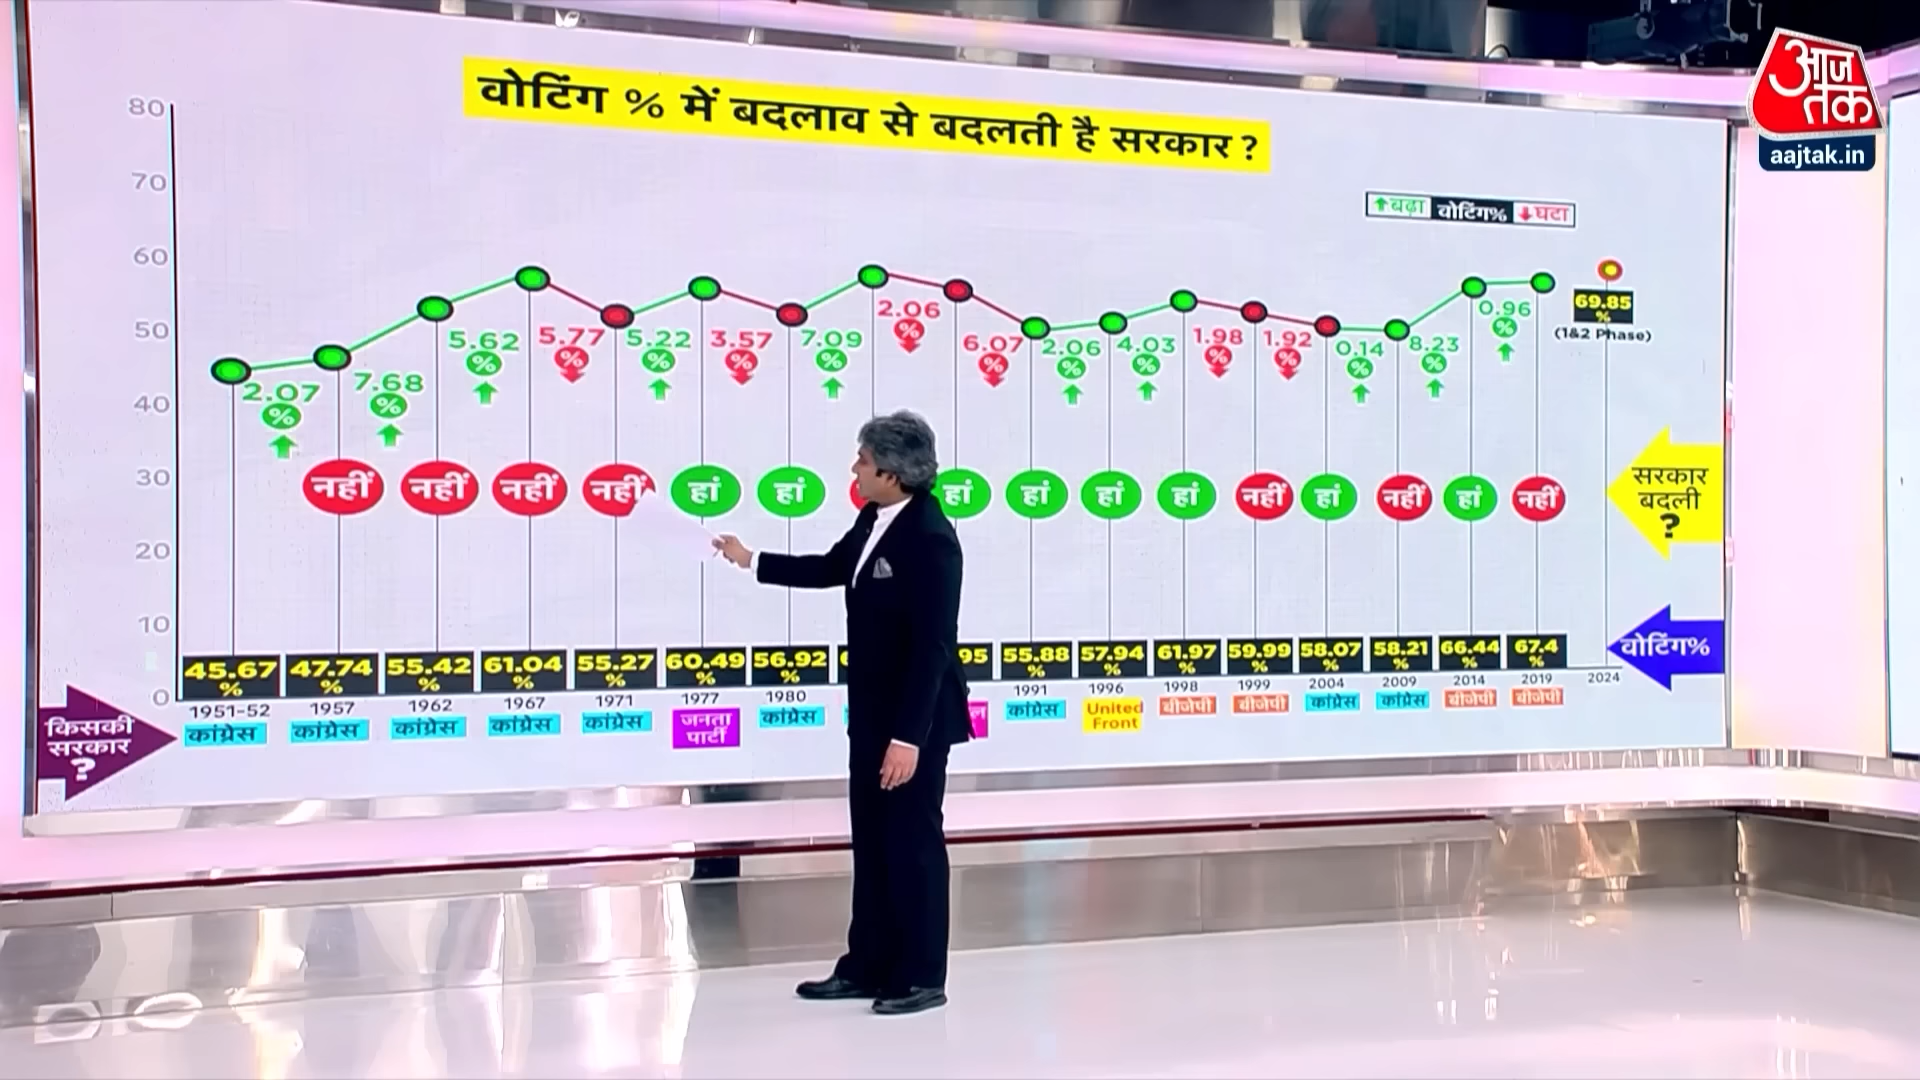 आज
तक
aajtak.in
वोटिंग % में बदलाव से बदलती है सरकार ?
बढ़ा वोटिंग% घटा
80
70
60
50
40
30
20
10
0
2.07 %
7.68 %
5.62 %
5.77 %
5.22 %
3.57 %
7.09 %
2.06 %
6.07 %
2.06 %
4.03 %
1.98 %
1.92 %
0.14 %
8.23 %
0.96 %
69.85 %
(1&2 Phase)
नहीं नहीं नहीं नहीं हां हां हां हां हां हां नहीं हां नहीं हां नहीं
सरकार
बदली
?
45.67 % 47.74 % 55.42 % 61.04 % 55.27 % 60.49 % 56.92 % 95 55.88 % 57.94 % 61.97 % 59.99 % 58.07 % 58.21 % 66.44 % 67.4 %
वोटिंग%
1951-52 1957 1962 1967 1971 1977 1980 1991 1996 1998 1999 2004 2009 2014 2019 2024
किसकी
सरकार
?
कांग्रेस कांग्रेस कांग्रेस कांग्रेस कांग्रेस जनता पार्टी कांग्रेस कांग्रेस United Front बीजेपी बीजेपी कांग्रेस कांग्रेस बीजेपी बीजेपी